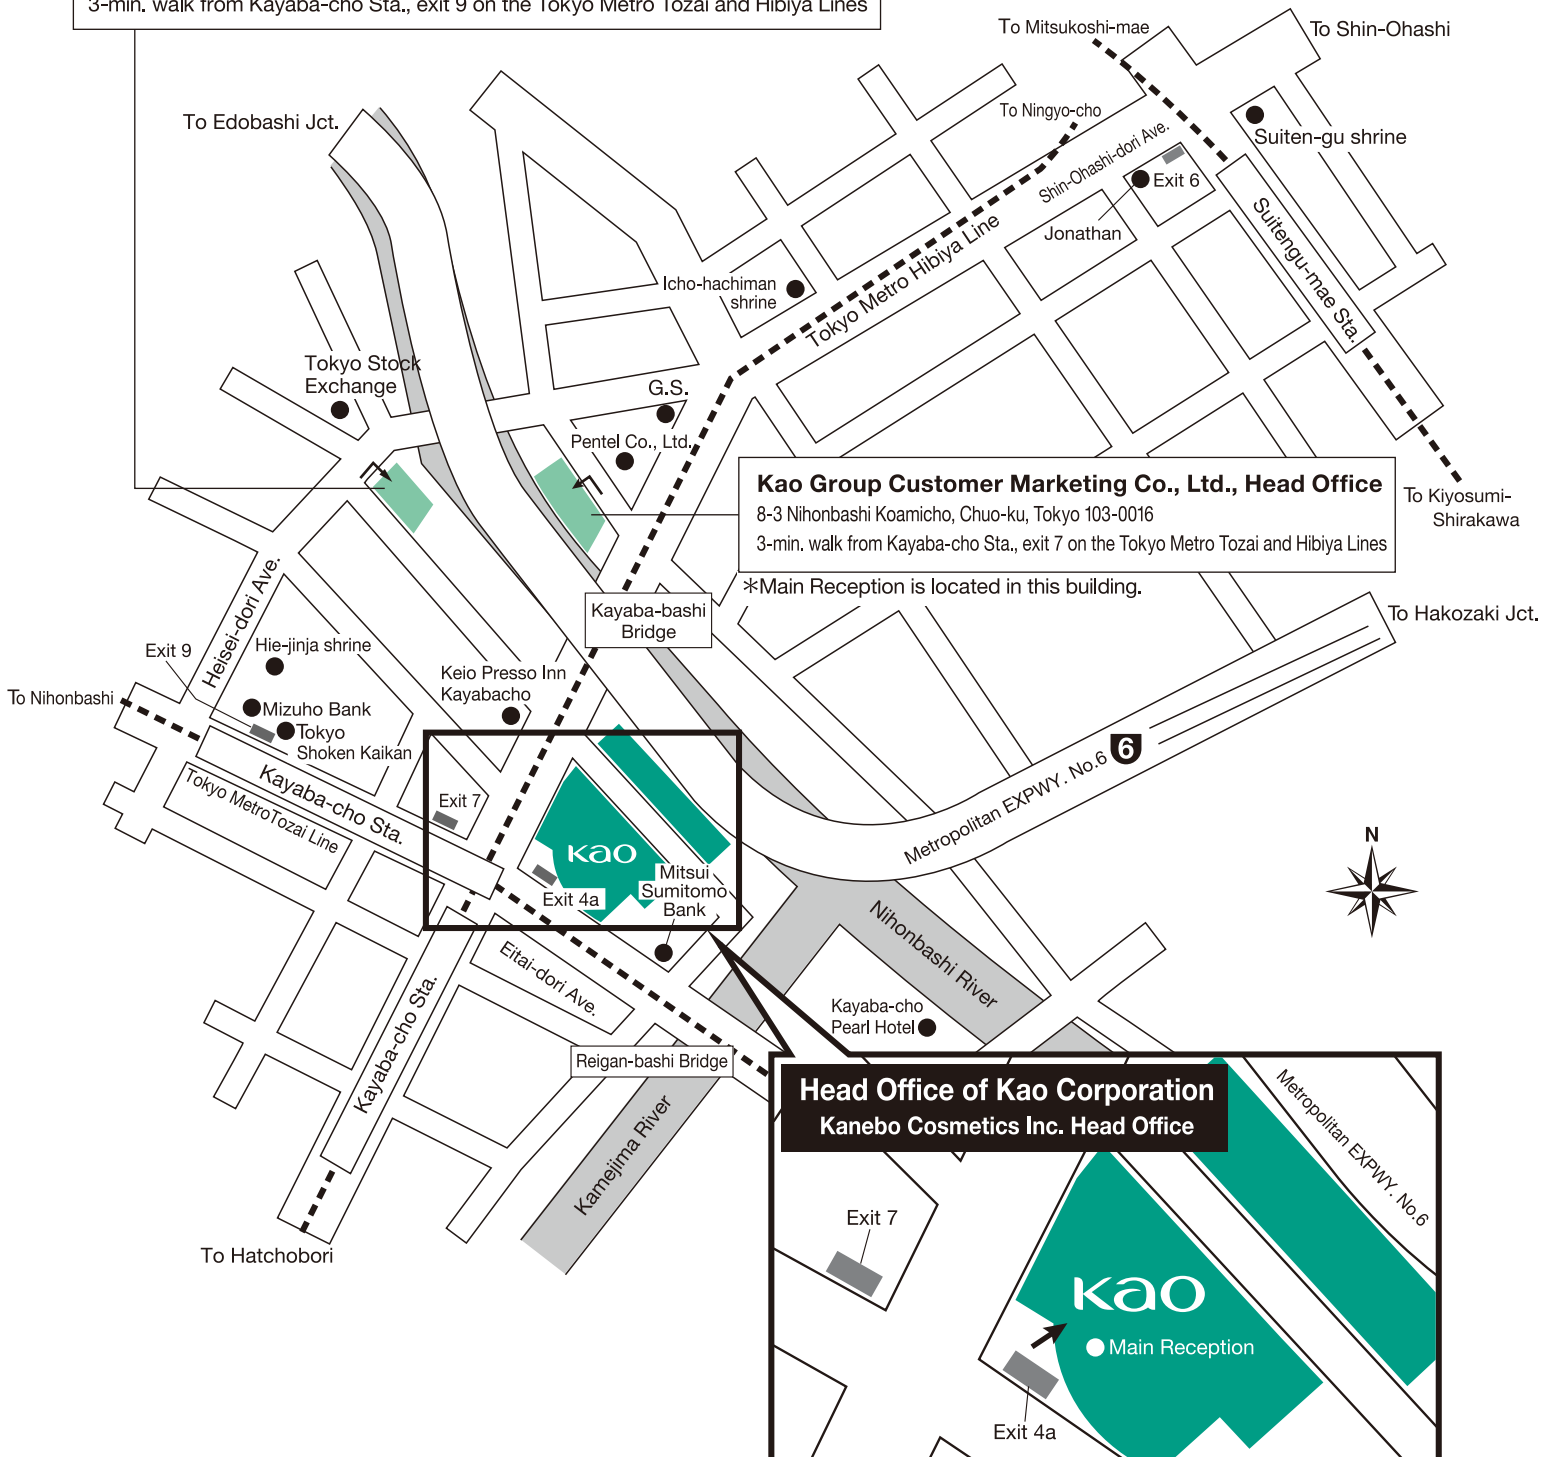 3-min. walk from Kayaba-cho Sta., exit 9 on the Tokyo Metro Tozai and Hibiya Lines
To Mitsukoshi-mae
To Shin-Ohashi
To Edobashi Jct.
To Ningyo-cho
Shin-Ohashi-dori Ave.
Suiten-gu shrine
Exit 6
Jonathan
Suitengu-mae Sta.
Tokyo Metro Hibiya Line
Icho-hachiman
shrine
Tokyo Stock
Exchange
G.S.
Pentel Co., Ltd.
Kao Group Customer Marketing Co., Ltd., Head Office
8-3 Nihonbashi Koamicho, Chuo-ku, Tokyo 103-0016
3-min. walk from Kayaba-cho Sta., exit 7 on the Tokyo Metro Tozai and Hibiya Lines
*Main Reception is located in this building.
To Kiyosumi-
Shirakawa
Kayaba-bashi
Bridge
To Hakozaki Jct.
Heisei-dori Ave.
Exit 9
Hie-jinja shrine
To Nihonbashi
Mizuho Bank
Tokyo
Shoken Kaikan
Keio Presso Inn
Kayabacho
Kayaba-cho Sta.
Tokyo Metro Tozai Line
Exit 7
Metropolitan EXPWY. No.6
6
Kao
Exit 4a
Mitsui
Sumitomo
Bank
N
Nihonbashi River
Eitai-dori Ave.
Kayaba-cho
Pearl Hotel
Kayaba-cho Sta.
Reigan-bashi Bridge
Kamejima River
To Hatchobori
Head Office of Kao Corporation
Kanebo Cosmetics Inc. Head Office
Metropolitan EXPWY. No.6
Exit 7
Kao
Main Reception
Exit 4a